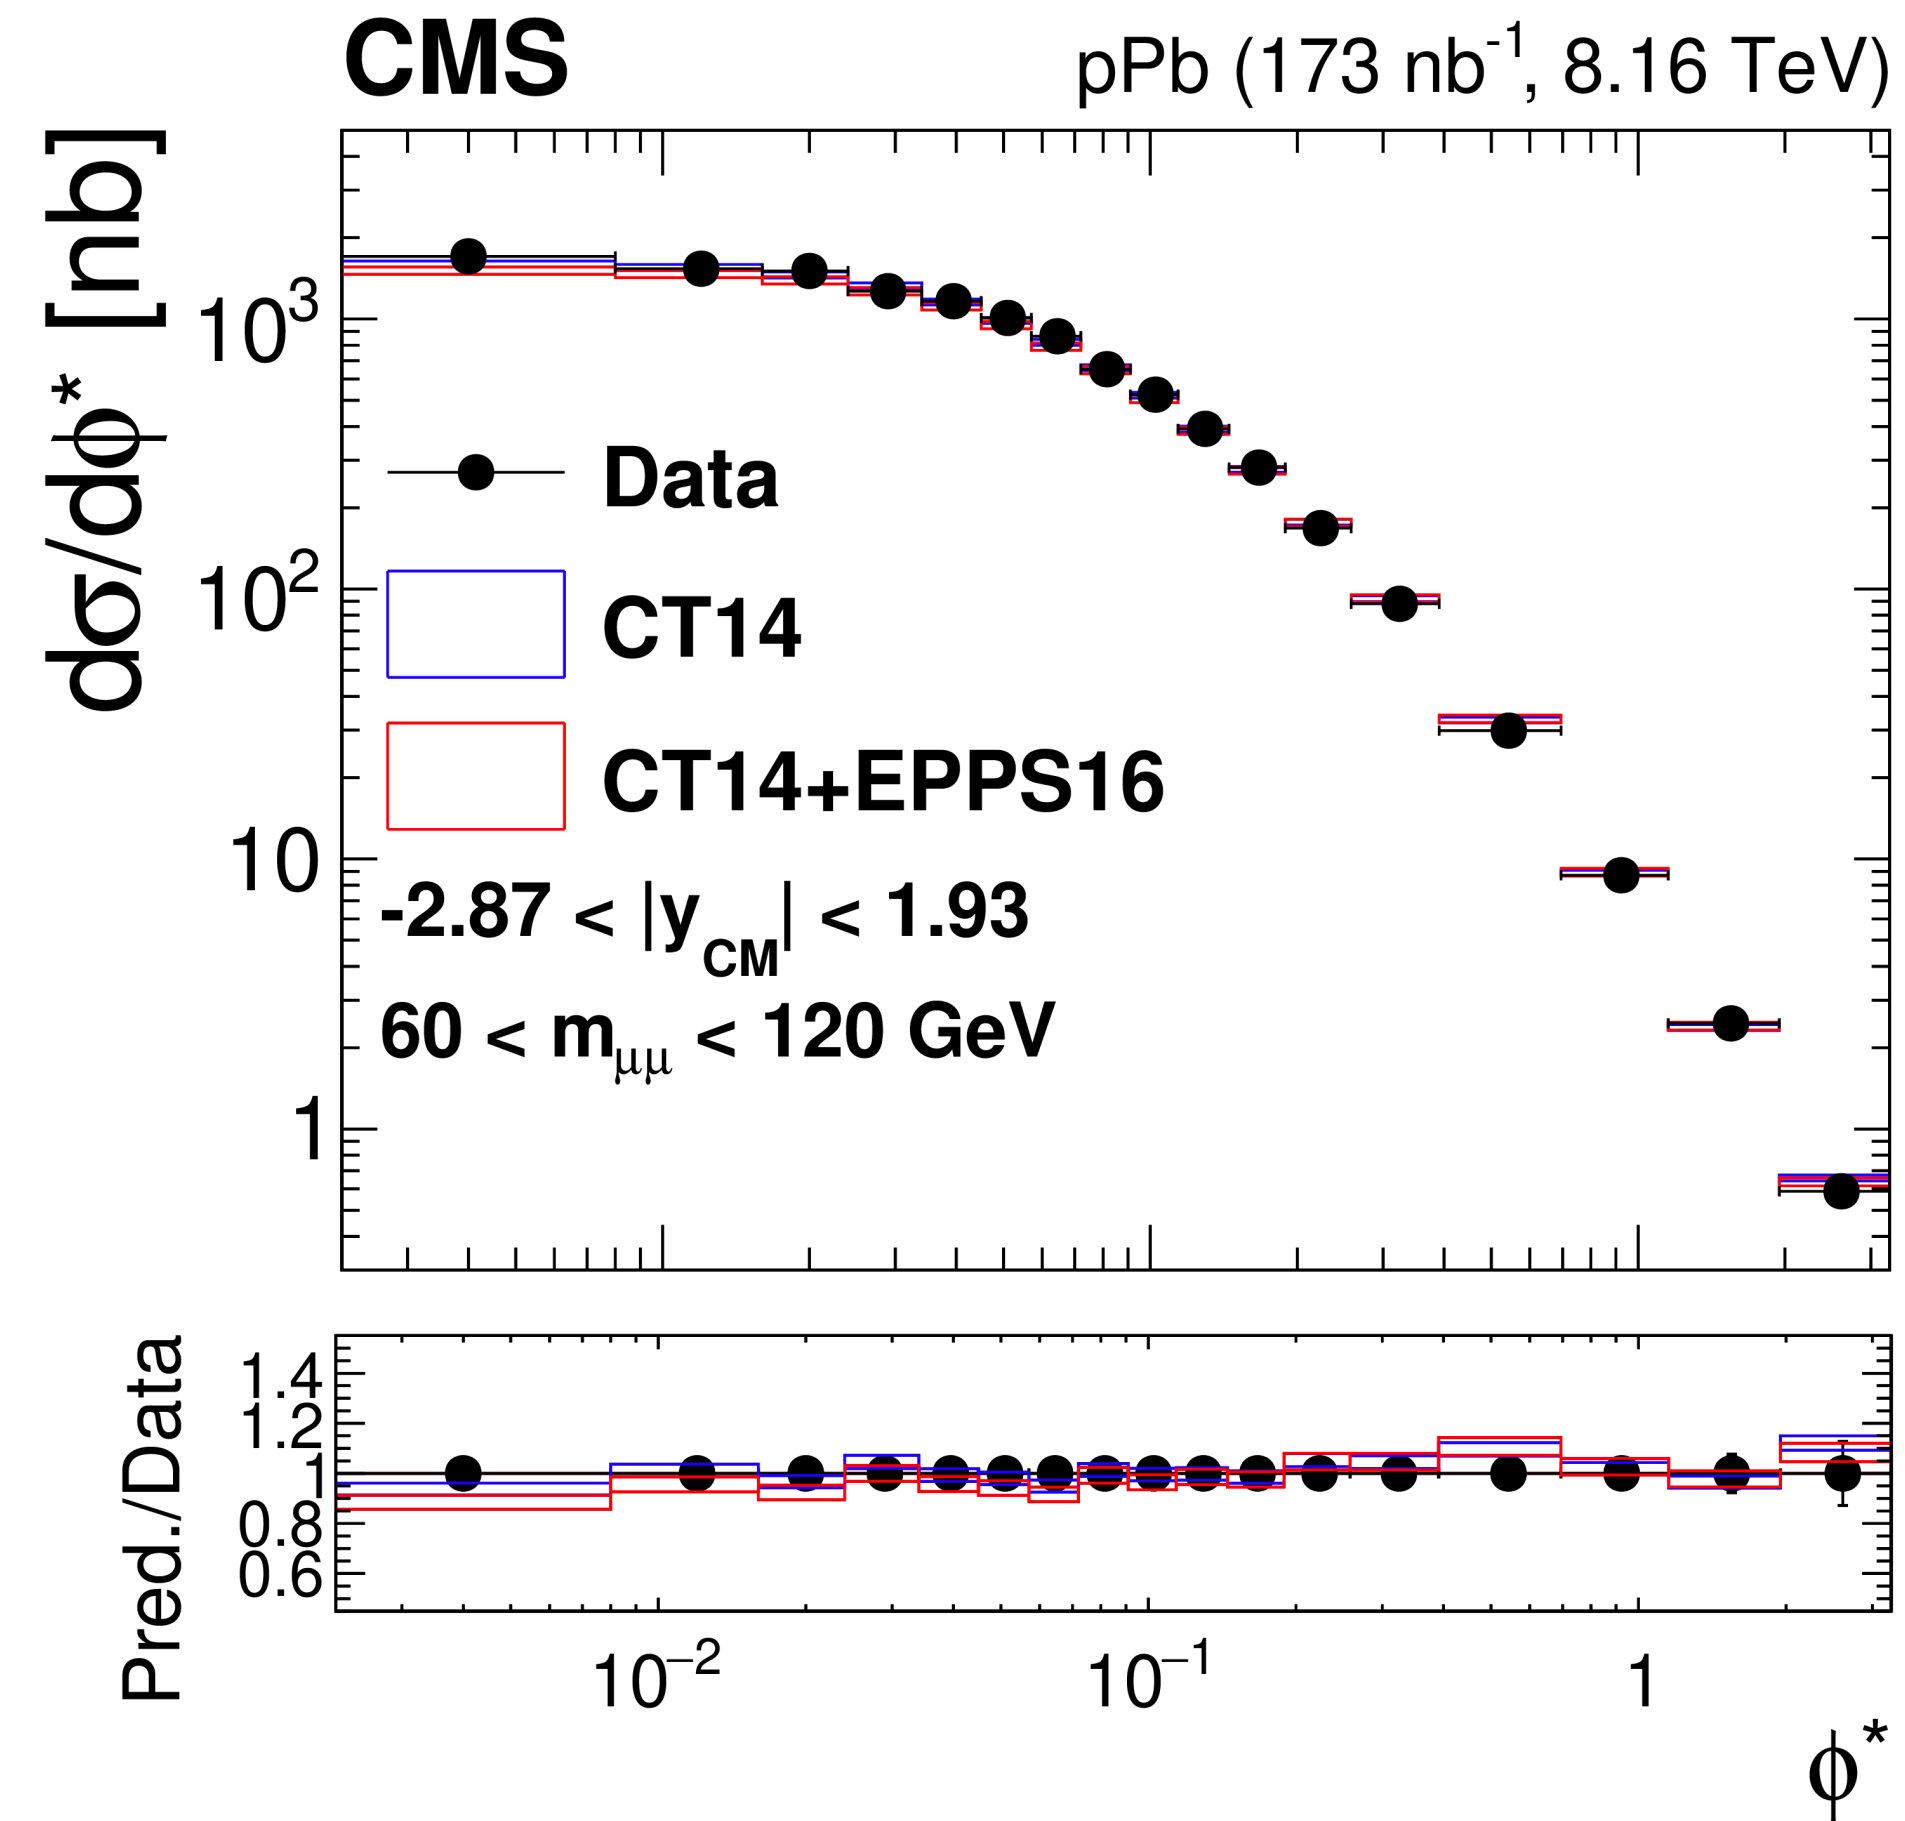 CMS
pPb (173 nb⁻¹, 8.16 TeV)
dσ/dϕ* [nb]
10³
10²
10
1
Data
CT14
CT14+EPPS16
-2.87 < |y_CM| < 1.93
60 < m_μμ < 120 GeV
Pred./Data
1.4
1.2
1
0.8
0.6
10⁻²
10⁻¹
1
ϕ*